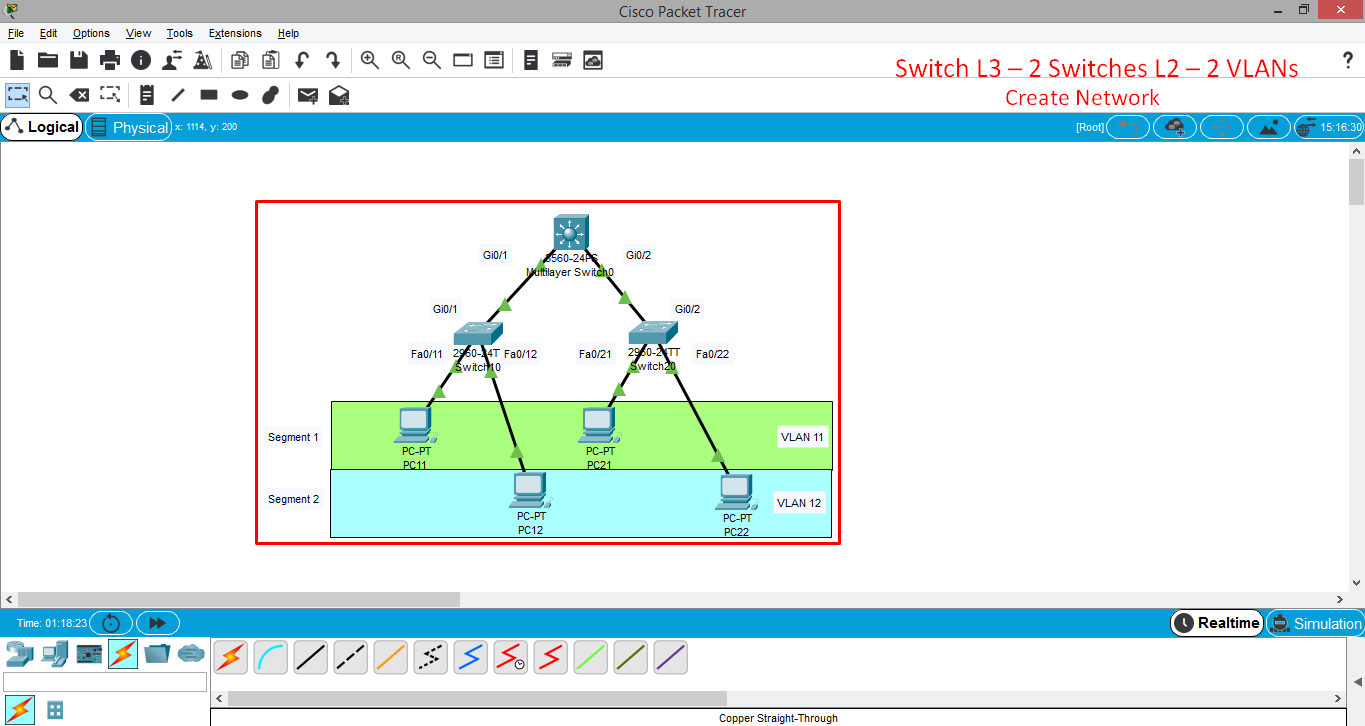 Cisco Packet Tracer
File Edit Options View Tools Extensions Help
Switch L3 – 2 Switches L2 – 2 VLANs
Create Network
Logical Physical x: 1114, y: 200 [Root] 15:16:30
Gi0/1 Gi0/2
3560-24PS
Multilayer Switch0
Gi0/1 Gi0/2
Fa0/11 2960-24T Fa0/12 Fa0/21 2960-24TT Fa0/22
Switch10 Switch20
Segment 1 VLAN 11
PC-PT PC-PT
PC11 PC21
Segment 2 VLAN 12
PC-PT PC-PT
PC12 PC22
Time: 01:18:23 Realtime Simulation
Copper Straight-Through